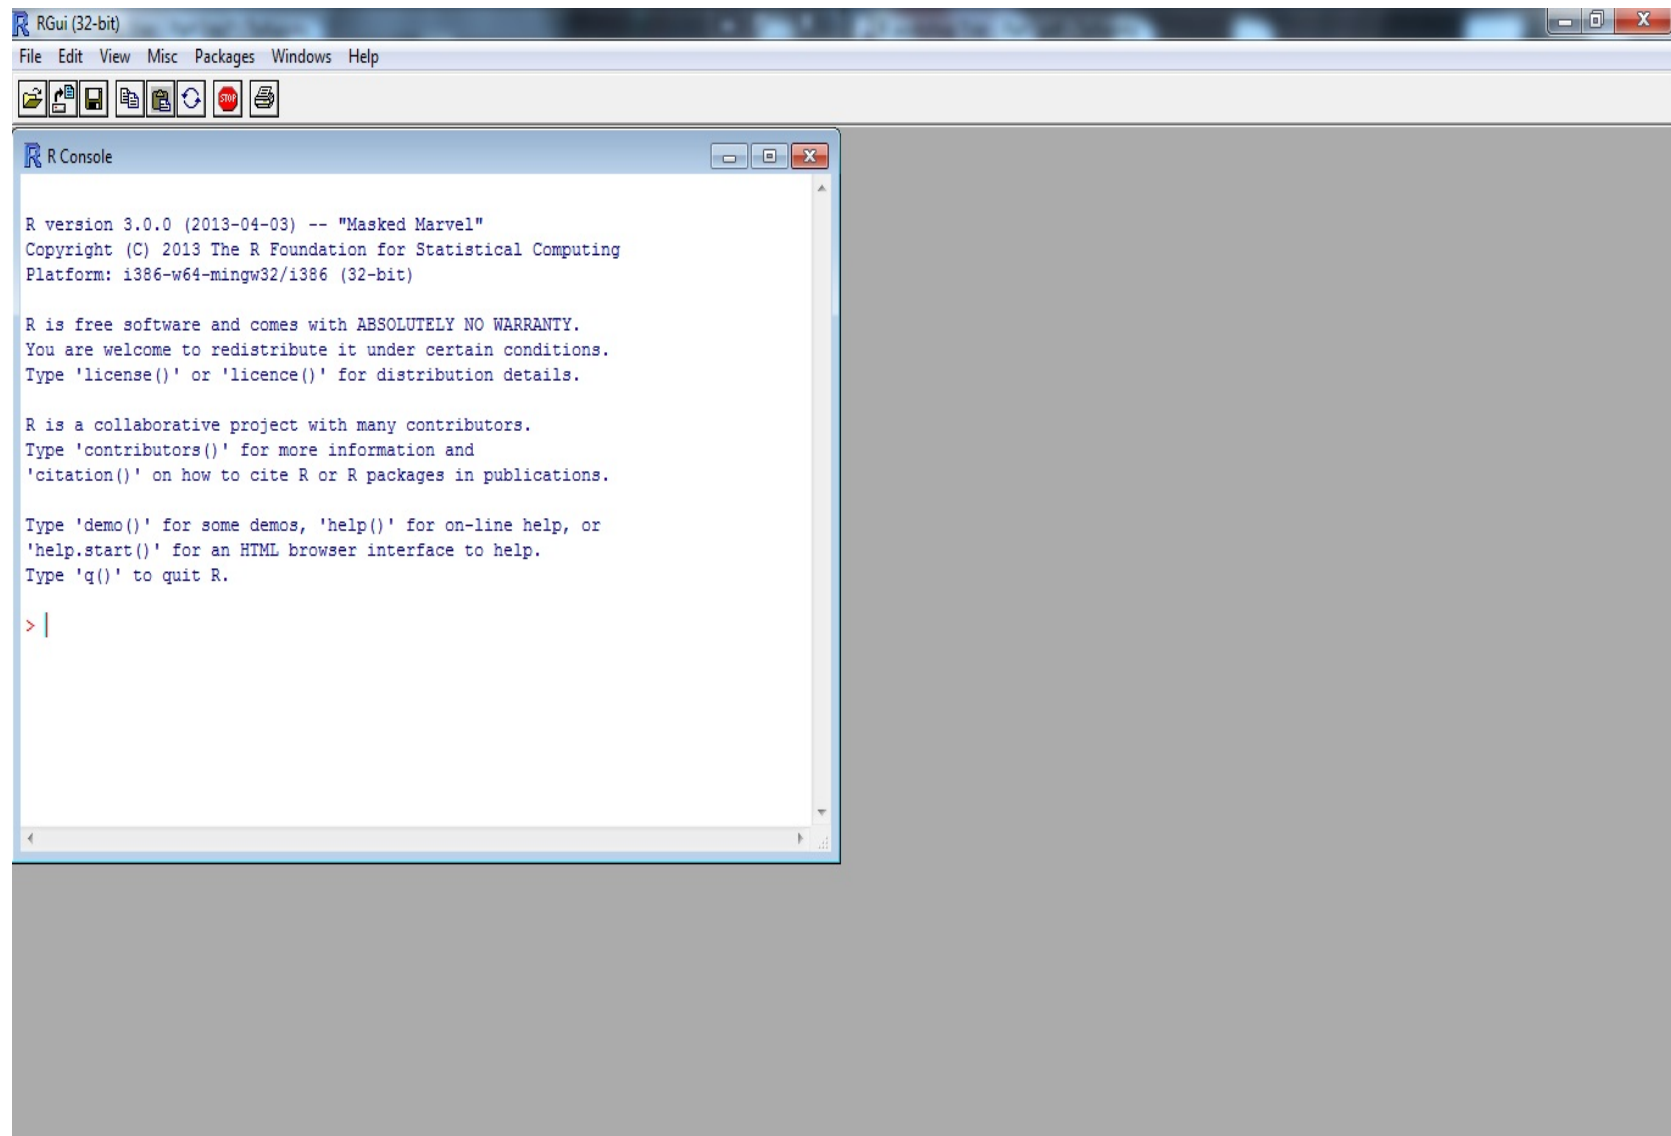 RGui (32-bit)
File Edit View Misc Packages Windows Help
STOP
R Console
R version 3.0.0 (2013-04-03) -- "Masked Marvel"
Copyright (C) 2013 The R Foundation for Statistical Computing
Platform: i386-w64-mingw32/i386 (32-bit)
R is free software and comes with ABSOLUTELY NO WARRANTY.
You are welcome to redistribute it under certain conditions.
Type 'license()' or 'licence()' for distribution details.
R is a collaborative project with many contributors.
Type 'contributors()' for more information and
'citation()' on how to cite R or R packages in publications.
Type 'demo()' for some demos, 'help()' for on-line help, or
'help.start()' for an HTML browser interface to help.
Type 'q()' to quit R.
>